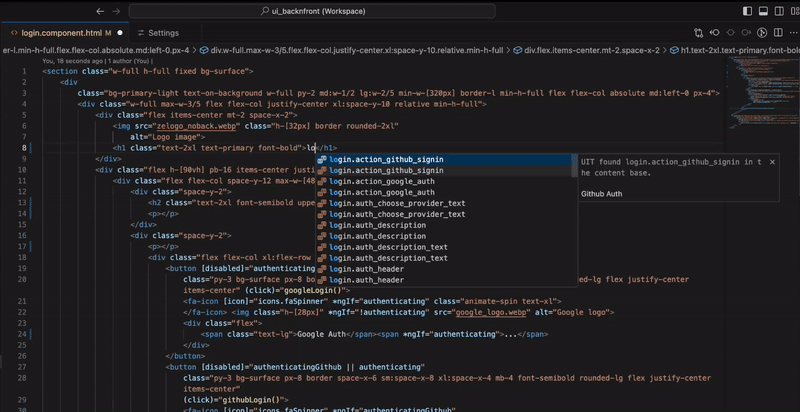 ui_backnfront (Workspace)
login.component.html M
Settings
er-l.min-h-full.flex.flex-col.absolute.md:left-0.px-4 > div.w-full.max-w-3/5.flex.flex-col.justify-center.xl:space-y-10.relative.min-h-full > div.flex.items-center.mt-2.space-x-2 > h1.text-2xl.text-primary.font-bold
You, 18 seconds ago | 1 author (You)
1 <section class="w-full h-full fixed bg-surface">
2 <div
3 class="bg-primary-light text-on-background w-full py-2 md:w-1/2 lg:w-2/5 min-w-[320px] border-l min-h-full flex flex-col absolute md:left-0 px-4">
4 <div class="w-full max-w-3/5 flex flex-col justify-center xl:space-y-10 relative min-h-full">
5 <div class="flex items-center mt-2 space-x-2">
6 <img src="zelogo_noback.webp" class="h-[32px] border rounded-2xl"
7 alt="Logo image">
8 <h1 class="text-2xl text-primary font-bold">lo</h1>
9 </div>
10 <div class="flex h-[90vh] pb-16 items-center justi
11 <div class="flex flex-col space-y-12 max-w-[48
12 <div class="space-y-2">
13 <h2 class="text-2xl font-semibold uppe
14 <p></p>
15 </div>
16 <div class="space-y-2">
17 <p></p>
18 <div class="flex flex-col xl:flex-row
19 <button [disabled]="authenticating
20 class="py-3 bg-surface px-8 bo
ed-lg flex justify-center
items-center" (click)="googleLogin()">
21 <fa-icon [icon]="icons.faSpinner" *ngIf="authenticating" class="animate-spin text-xl">
22 </fa-icon> <img class="h-[28px]" *ngIf="!authenticating" src="google_logo.webp" alt="Google logo">
23 <div class="flex">
24 <span class="text-lg">Google Auth</span><span *ngIf="authenticating">...</span>
25 </div>
26 </button>
27 <button [disabled]="authenticatingGithub || authenticating"
28 class="py-3 bg-surface px-8 border space-x-6 sm:space-x-8 xl:space-x-4 mb-4 font-semibold rounded-lg flex justify-center
items-center"
29 (click)="githubLogin()">
30 <fa-icon *ngIf="authenticatingGithub"
login.action_github_signin
login.action_github_signin
login.action_google_auth
login.action_google_auth
login.auth_choose_provider_text
login.auth_choose_provider_text
login.auth_description
login.auth_description
login.auth_description_text
login.auth_description_text
login.auth_header
login.auth_header
UIT found login.action_github_signin in t
he content base.
Github Auth